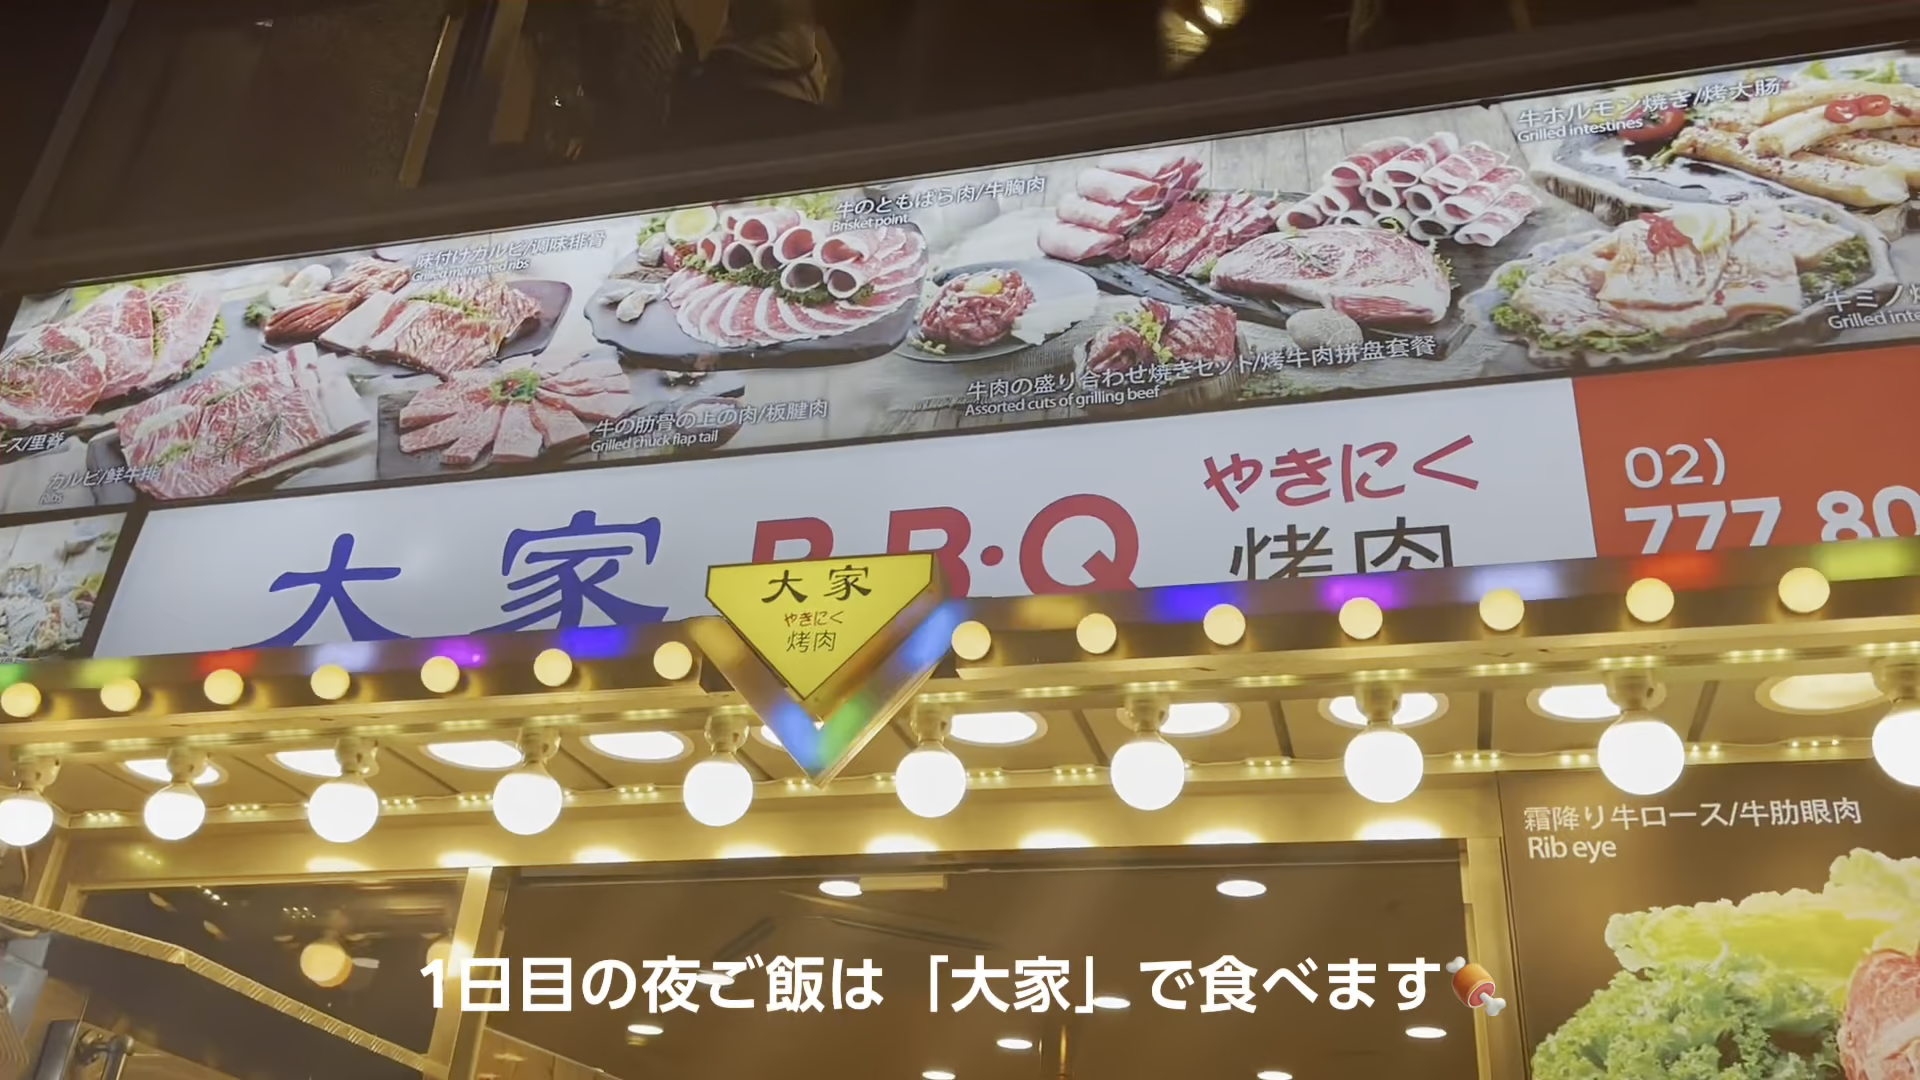 牛ホルモン焼き/烤大肠
Grilled intestines
牛のともばら肉/牛胸肉
Brisket point
味付けカルビ/调味排骨
Grilled marinated ribs
牛ミノ
Grilled
牛肉の盛り合わせ焼きセット/烤牛肉拼盘套餐
Assorted cuts of grilling beef
牛の肋骨の上の肉/板腱肉
Grilled chuck flap tail
ース/里脊
カルビ/鲜牛排
Ribs
大家 B·B·Q
やきにく
烤肉
02)
777 80
大家
やきにく
烤肉
霜降り牛ロース/牛肋眼肉
Rib eye
1日目の夜ご飯は「大家」で食べます🍖